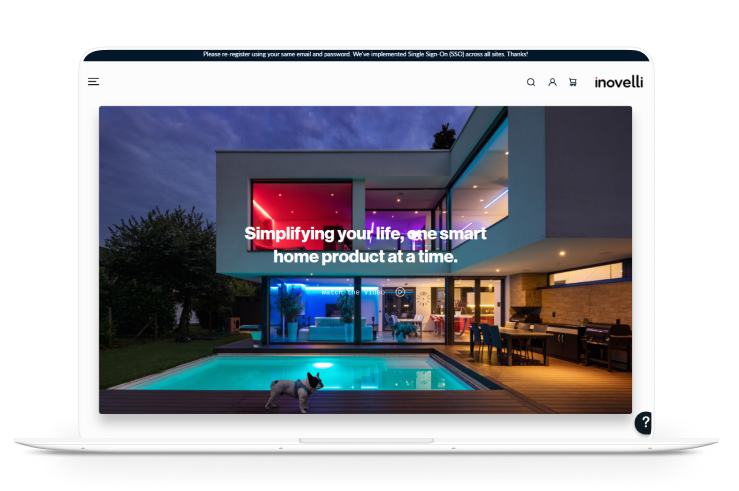 Please re-register using your same email and password. We've implemented Single Sign-On (SSO) across all sites. Thanks!
inovelli
Simplifying your life, one smart
home product at a time.
Watch the Video
?